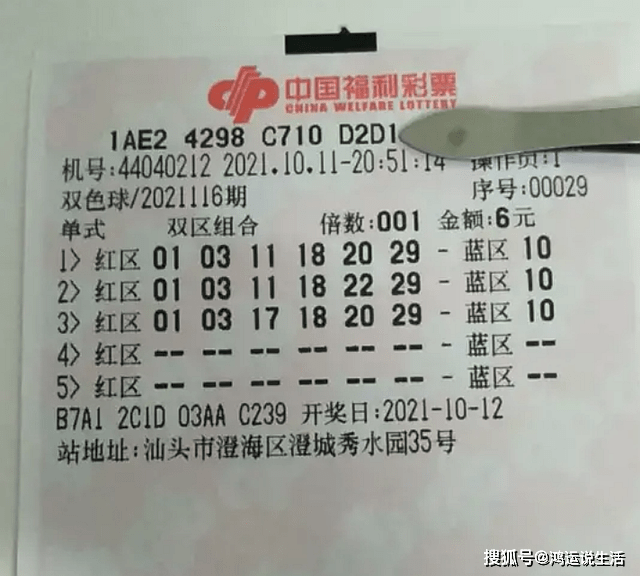 中国福利彩票
CHINA WELFARE LOTTERY
1AE2 4298 C710 D2D1
机号:44040212 2021.10.11-20:51:14 操作员:1
双色球/2021116期 序号:00029
单式 双区组合 倍数:001 金额:6元
1> 红区 01 03 11 18 20 29 - 蓝区 10
2> 红区 01 03 11 18 22 29 - 蓝区 10
3> 红区 01 03 17 18 20 29 - 蓝区 10
4> 红区 -- -- -- -- -- -- - 蓝区 --
5> 红区 -- -- -- -- -- -- - 蓝区 --
B7A1 2C1D 03AA C239 开奖日:2021-10-12
站地址:汕头市澄海区澄城秀水园35号
搜狐号@鸿运说生活